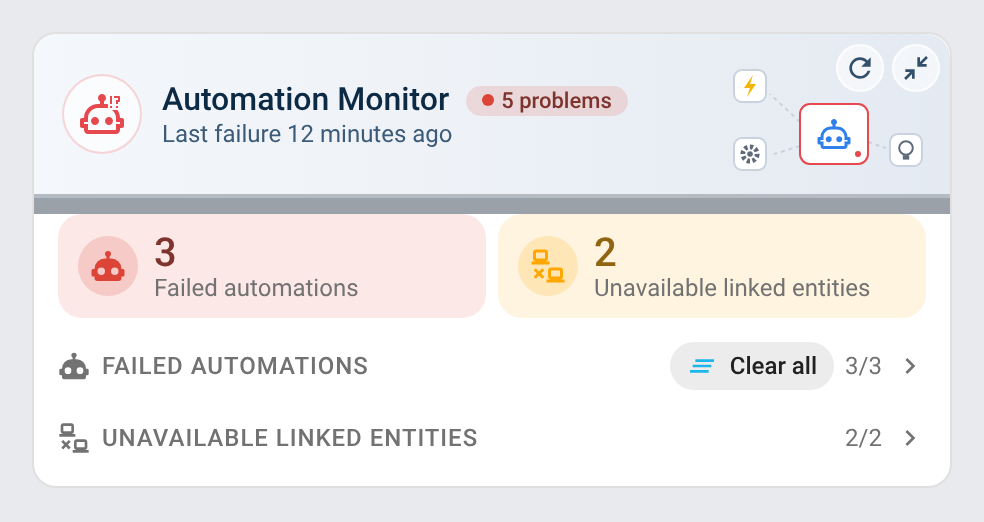 Automation Monitor
5 problems
Last failure 12 minutes ago
3
Failed automations
2
Unavailable linked entities
FAILED AUTOMATIONS
Clear all
3/3
UNAVAILABLE LINKED ENTITIES
2/2